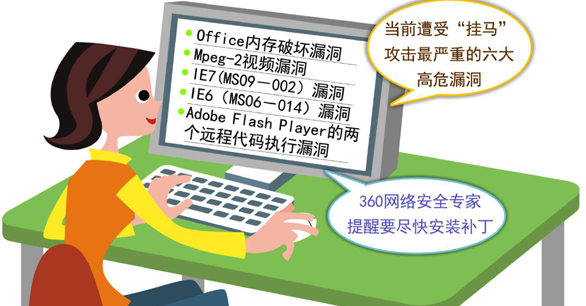 当前遭受“挂马”
攻击最严重的六大
高危漏洞
Office内存破坏漏洞
Mpeg-2视频漏洞
IE7(MS09－002）漏洞
IE6（MS06－014）漏洞
Adobe Flash Player的两
个远程代码执行漏洞
360网络安全专家
提醒要尽快安装补丁